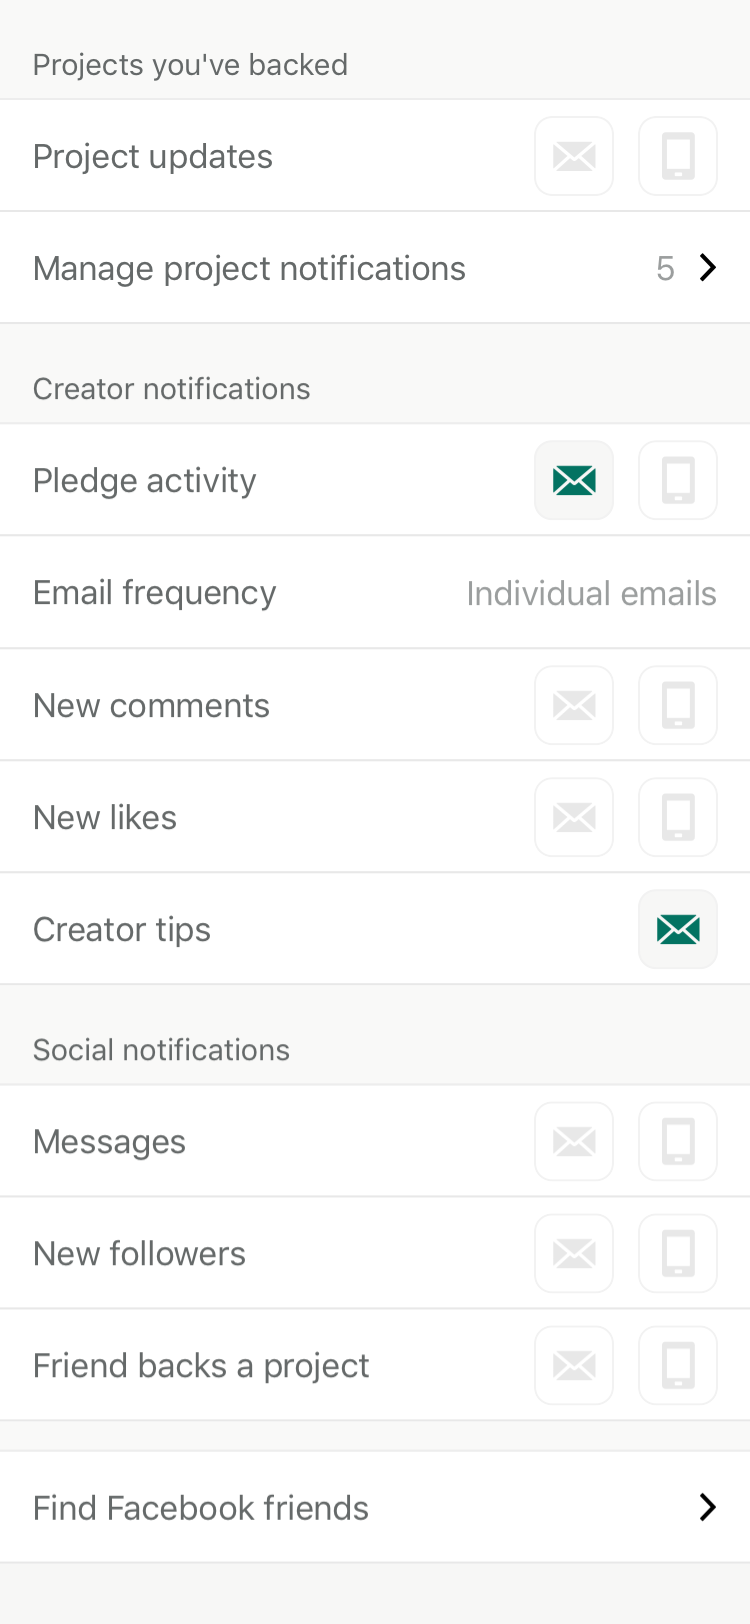 Projects you've backed
Project updates
Manage project notifications 5
Creator notifications
Pledge activity
Email frequency Individual emails
New comments
New likes
Creator tips
Social notifications
Messages
New followers
Friend backs a project
Find Facebook friends